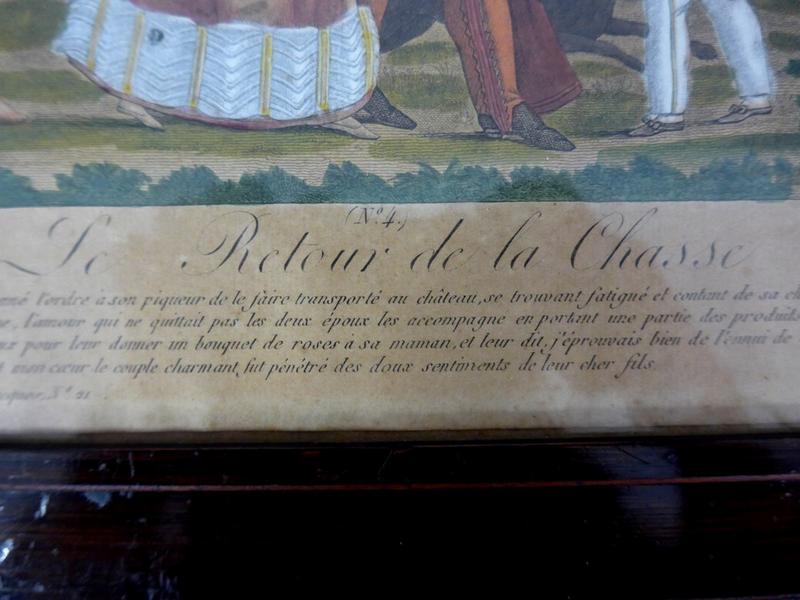 (N.º 4.)
Le Retour de la Chasse
l'ordre a son piqueur de le faire transporté au château, se trouvant fatigué et contant de sa
l'amour qui ne quittait pas les deux époux les accompagne en portant une partie des produits
pour leur donner un bouquet de roses à sa maman, et leur dit, j'éprouvais bien de l'ennui de
mon cœur le couple charmant fut pénétré des doux sentiments de leur cher fils.
N.º 21